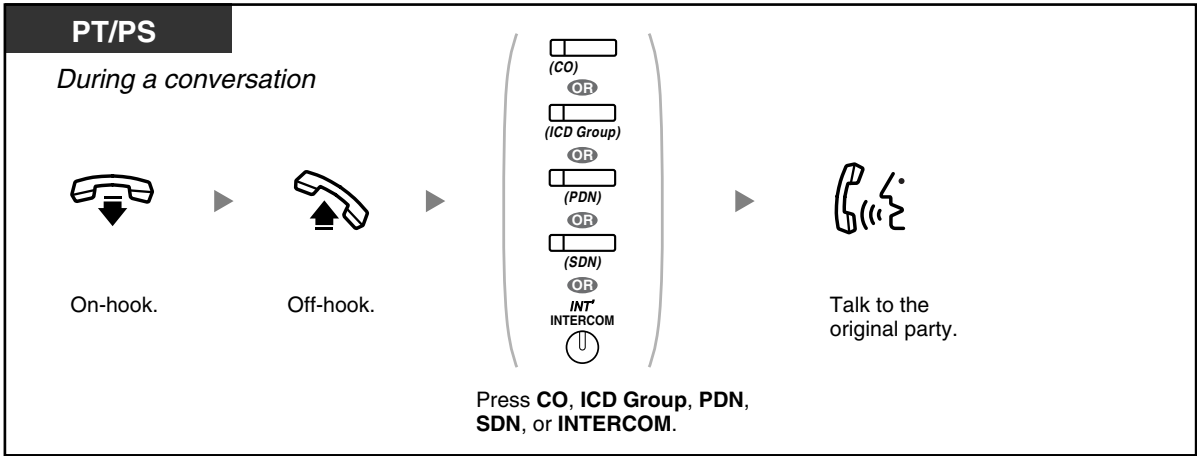 PT/PS
During a conversation
(CO)
OR
(ICD Group)
OR
(PDN)
OR
(SDN)
OR
INT'
INTERCOM
On-hook.
Off-hook.
Press CO, ICD Group, PDN,
SDN, or INTERCOM.
Talk to the
original party.